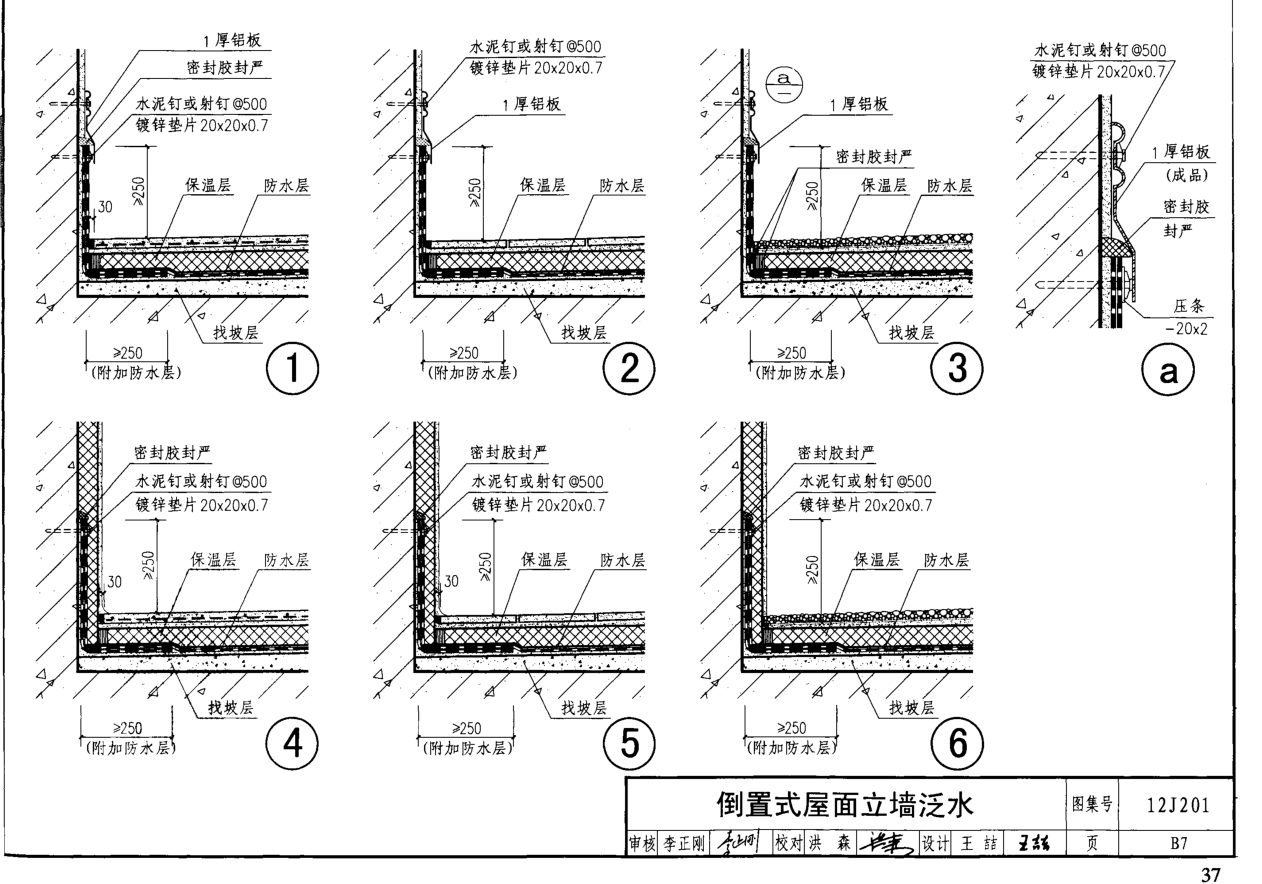 1厚铝板
密封胶封严
水泥钉或射钉@500
镀锌垫片20x20x0.7
≥250
30
保温层
防水层
找坡层
≥250
(附加防水层)
1
水泥钉或射钉@500
镀锌垫片20x20x0.7
1厚铝板
≥250
保温层
防水层
找坡层
≥250
(附加防水层)
2
a
1厚铝板
密封胶封严
≥250
保温层
防水层
找坡层
≥250
(附加防水层)
3
水泥钉或射钉@500
镀锌垫片20x20x0.7
1厚铝板
(成品)
密封胶
封严
压条
-20x2
a
密封胶封严
水泥钉或射钉@500
镀锌垫片20x20x0.7
≥250
30
保温层
防水层
找坡层
≥250
(附加防水层)
4
密封胶封严
水泥钉或射钉@500
镀锌垫片20x20x0.7
≥250
30
保温层
防水层
找坡层
≥250
(附加防水层)
5
密封胶封严
水泥钉或射钉@500
镀锌垫片20x20x0.7
≥250
保温层
防水层
找坡层
≥250
(附加防水层)
6
倒置式屋面立墙泛水 图集号 12J201
审核 李正刚 李正刚 校对 洪森 洪森 设计 王喆 王喆 页 B7
37